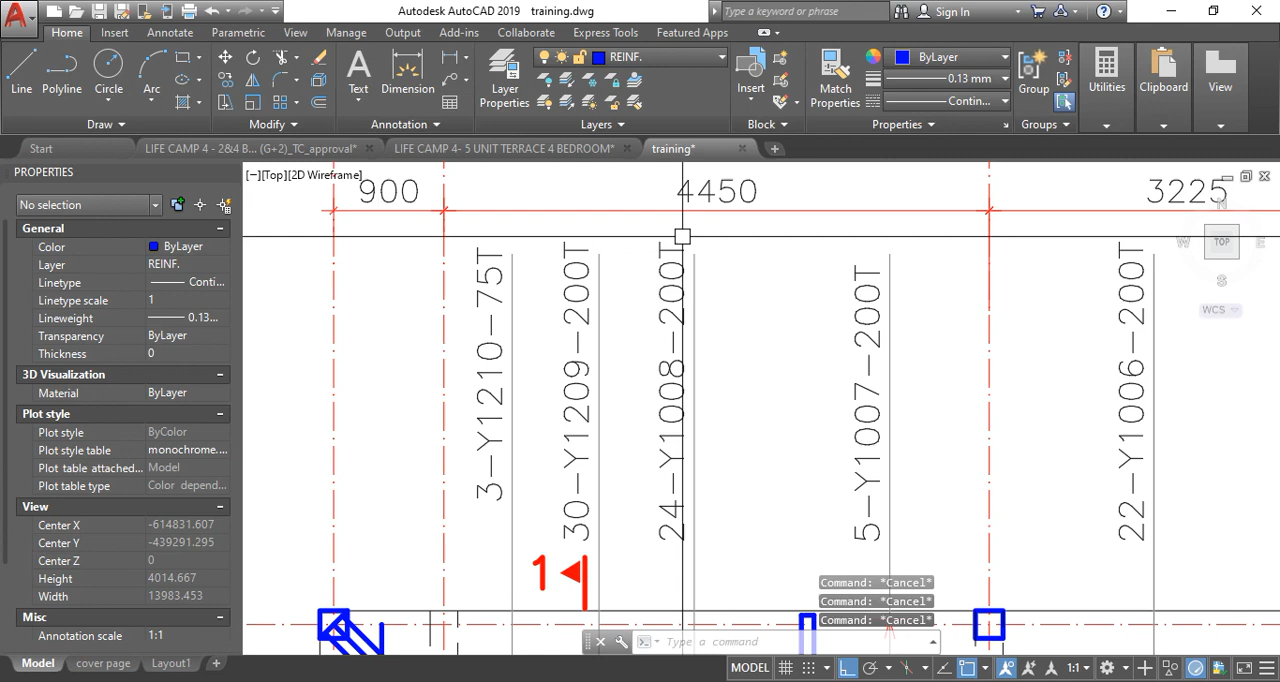 Autodesk AutoCAD 2019 training.dwg
Type a keyword or phrase
Sign In
Home Insert Annotate Parametric View Manage Output Add-ins Collaborate Express Tools Featured Apps
Line Polyline Circle Arc
Draw
Modify
Text Dimension
Annotation
Layer Properties
REINF.
Layers
Insert
Block
Match Properties
ByLayer
0.13 mm
Contin...
Properties
Group
Groups
Utilities
Clipboard
View
Start
LIFE CAMP 4 - 2&4 B... (G+2)_TC_approval*
LIFE CAMP 4- 5 UNIT TERRACE 4 BEDROOM*
training*
PROPERTIES
No selection
General
Color ByLayer
Layer REINF.
Linetype Conti...
Linetype scale 1
Lineweight 0.13...
Transparency ByLayer
Thickness 0
3D Visualization
Material ByLayer
Plot style
Plot style ByColor
Plot style table monochrome....
Plot table attached... Model
Plot table type Color depend...
View
Center X -614831.607
Center Y -439291.295
Center Z 0
Height 4014.667
Width 13983.453
Misc
Annotation scale 1:1
[−][Top][2D Wireframe]
900 4450 3225
3-Y1210-75T
30-Y1209-200T
24-Y1008-200T
5-Y1007-200T
22-Y1006-200T
1
N
W TOP E
S
WCS
Command: *Cancel*
Command: *Cancel*
Command: *Cancel*
Type a command
Model cover page Layout1
MODEL
1:1